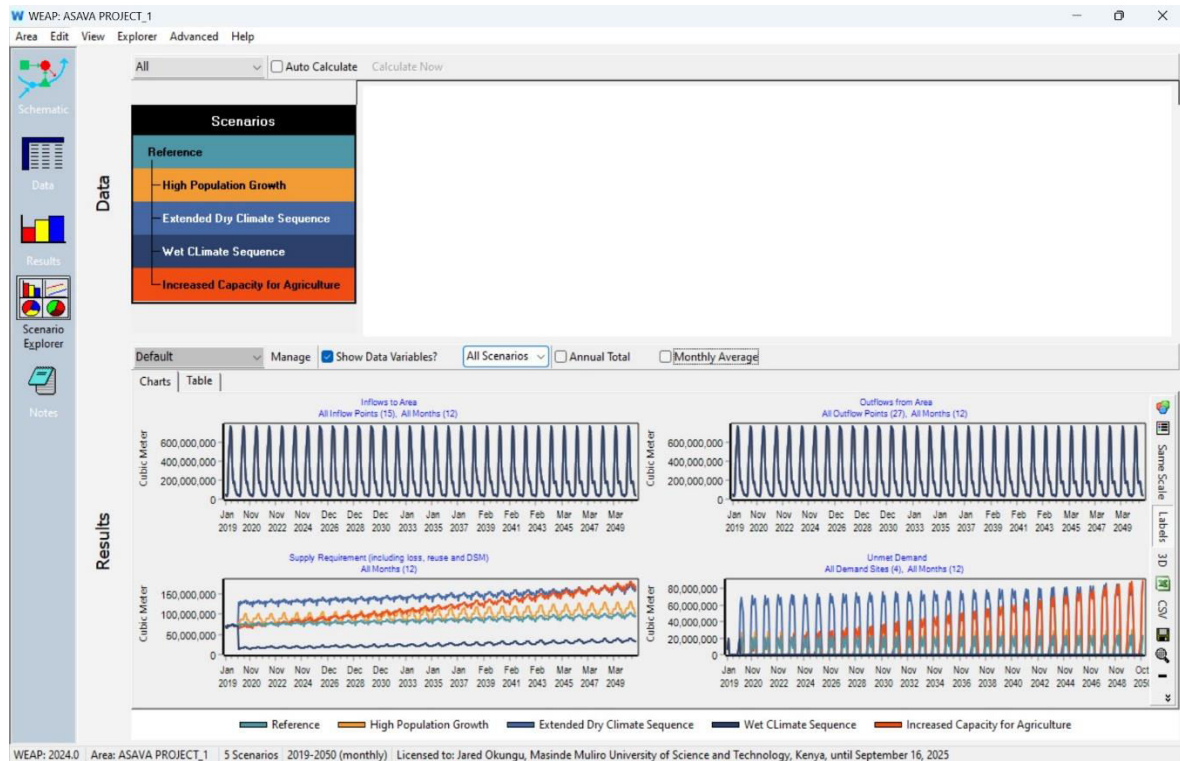 WEAP: ASAVA PROJECT_1
Area Edit View Explorer Advanced Help
Schematic
Data
Results
Scenario
Explorer
Notes
Data
All Auto Calculate Calculate Now
Scenarios
Reference
High Population Growth
Extended Dry Climate Sequence
Wet CLimate Sequence
Increased Capacity for Agriculture
Results
Default Manage Show Data Variables? All Scenarios Annual Total Monthly Average
Charts Table
Inflows to Area
All Inflow Points (15), All Months (12)
Cubic Meter
600,000,000
400,000,000
200,000,000
0
Jan Nov Nov Nov Dec Dec Dec Jan Jan Jan Feb Feb Feb Mar Mar Mar
2019 2020 2022 2024 2026 2028 2030 2033 2035 2037 2039 2041 2043 2045 2047 2049
Outflows from Area
All Outflow Points (27), All Months (12)
Cubic Meter
600,000,000
400,000,000
200,000,000
0
Jan Nov Nov Nov Dec Dec Dec Jan Jan Jan Feb Feb Feb Mar Mar Mar
2019 2020 2022 2024 2026 2028 2030 2033 2035 2037 2039 2041 2043 2045 2047 2049
Supply Requirement (including loss, reuse and DSM)
All Months (12)
Cubic Meter
150,000,000
100,000,000
50,000,000
0
Jan Nov Nov Nov Dec Dec Dec Jan Jan Jan Feb Feb Feb Mar Mar Mar
2019 2020 2022 2024 2026 2028 2030 2033 2035 2037 2039 2041 2043 2045 2047 2049
Unmet Demand
All Demand Sites (4), All Months (12)
Cubic Meter
80,000,000
60,000,000
40,000,000
20,000,000
0
Jan Nov Nov Nov Nov Nov Nov Nov Nov Nov Nov Nov Nov Nov Nov Nov Oct
2019 2020 2022 2024 2026 2028 2030 2032 2034 2036 2038 2040 2042 2044 2046 2048
Same Scale
Labels
3D
CSV
Reference High Population Growth Extended Dry Climate Sequence Wet CLimate Sequence Increased Capacity for Agriculture
WEAP: 2024.0 Area: ASAVA PROJECT_1 5 Scenarios 2019-2050 (monthly) Licensed to: Jared Okungu, Masinde Muliro University of Science and Technology, Kenya, until September 16, 2025